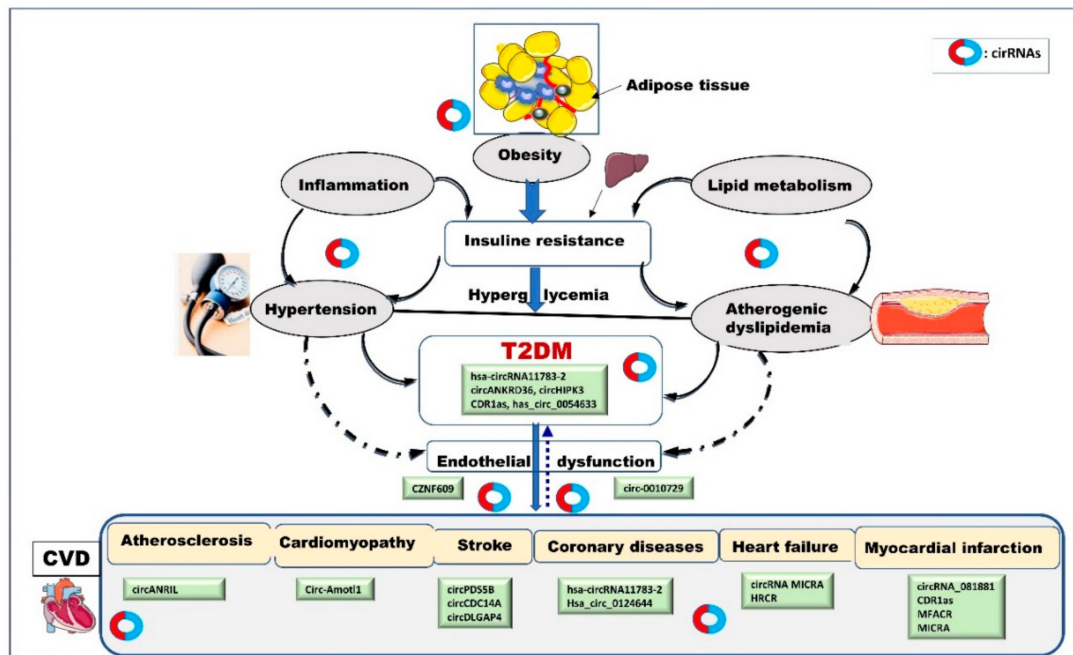 : cirRNAs
Adipose tissue
Obesity
Inflammation
Lipid metabolism
Insuline resistance
Hyperg lycemia
Hypertension
Atherogenic
dyslipidemia
T2DM
hsa-circRNA11783-2
circANKRD36, circHIPK3
CDR1as, has_circ_0054633
Endothelial dysfunction
CZNF609
circ-0010729
CVD
Atherosclerosis
Cardiomyopathy
Stroke
Coronary diseases
Heart failure
Myocardial infarction
circANRIL
Circ-Amotl1
circPDS5B
circCDC14A
circDLGAP4
hsa-circRNA11783-2
Hsa_circ_0124644
circRNA MICRA
HRCR
circRNA_081881
CDR1as
MFACR
MICRA